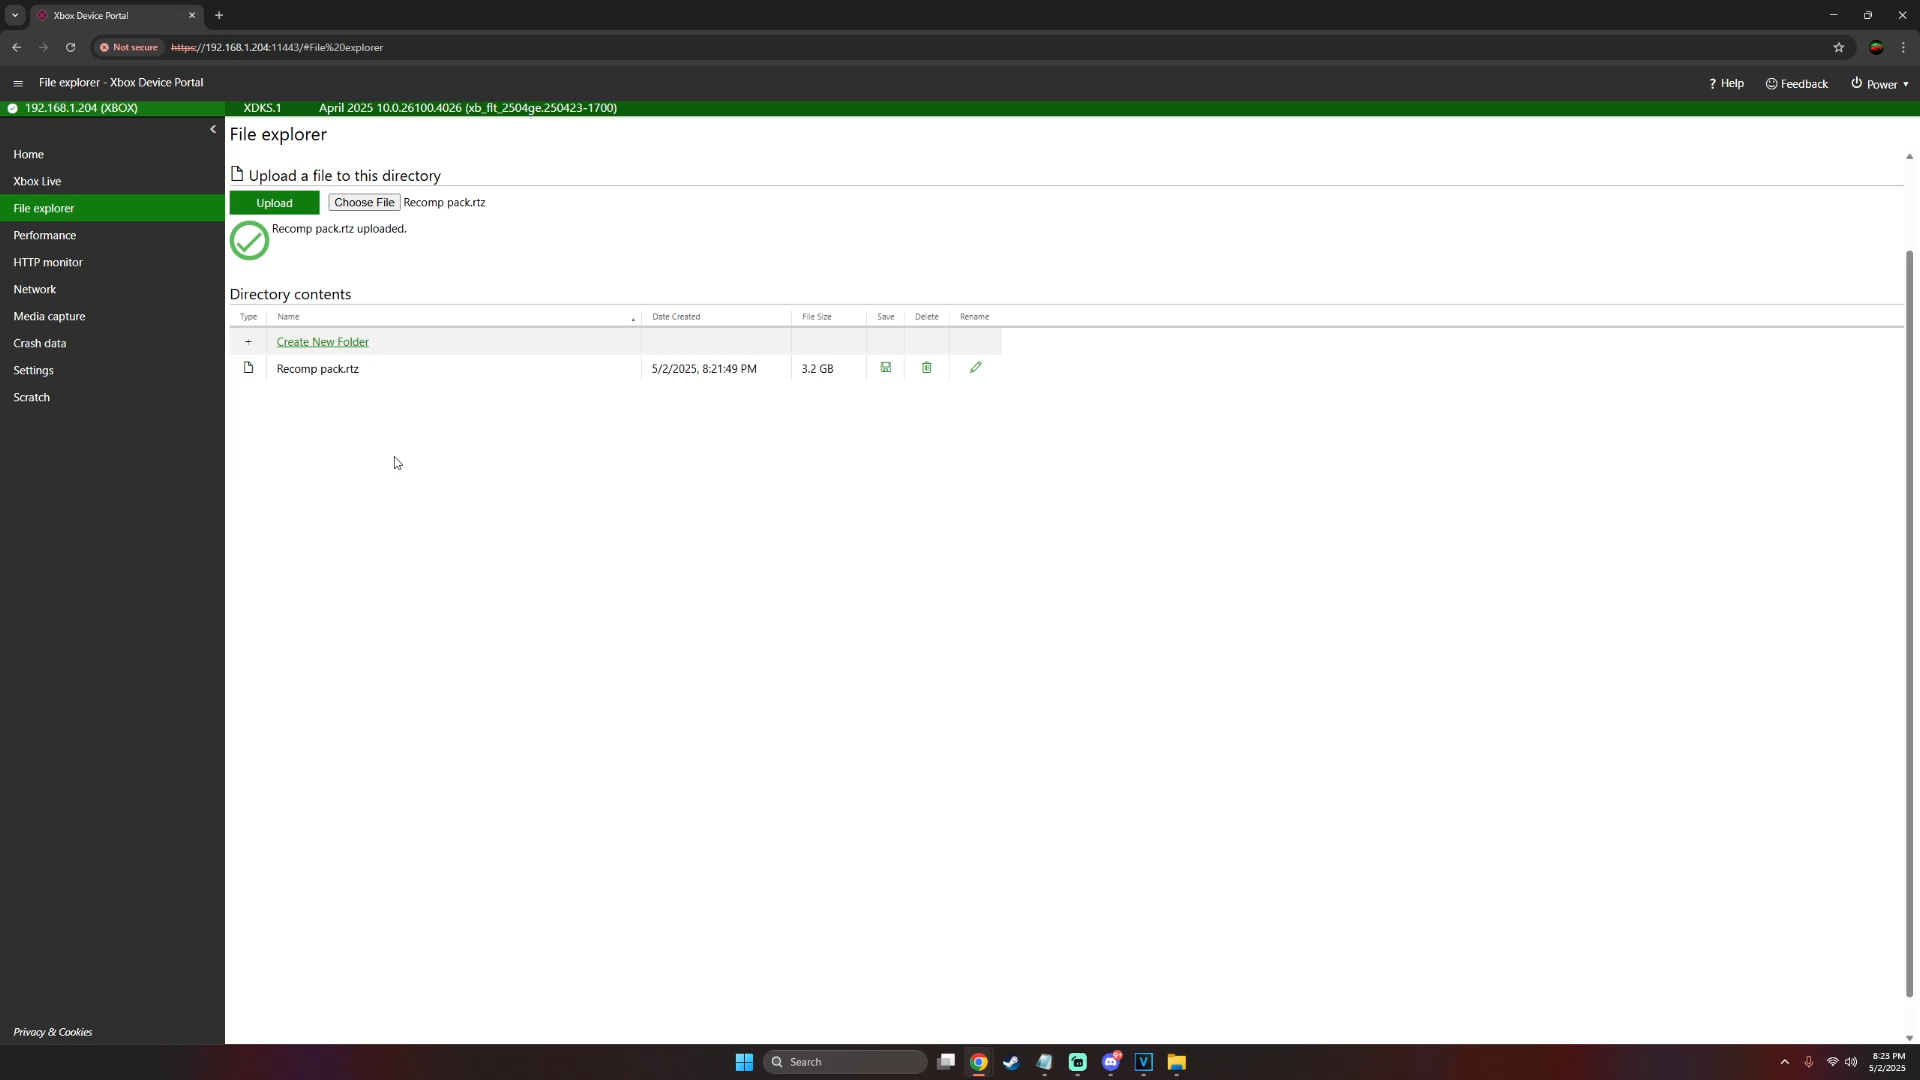 Xbox Device Portal
Not secure
https://192.168.1.204:11443/#File%20explorer
File explorer - Xbox Device Portal
? Help
Feedback
Power
192.168.1.204 (XBOX)
XDKS.1
April 2025 10.0.26100.4026 (xb_flt_2504ge.250423-1700)
File explorer
Home
Xbox Live
File explorer
Performance
HTTP monitor
Network
Media capture
Crash data
Settings
Scratch
Upload a file to this directory
Upload
Choose File
Recomp pack.rtz
Recomp pack.rtz uploaded.
Directory contents
Type
Name
Date Created
File Size
Save
Delete
Rename
+
Create New Folder
Recomp pack.rtz
5/2/2025, 8:21:49 PM
3.2 GB
Privacy & Cookies
Search
9+
V
8:23 PM
5/2/2025